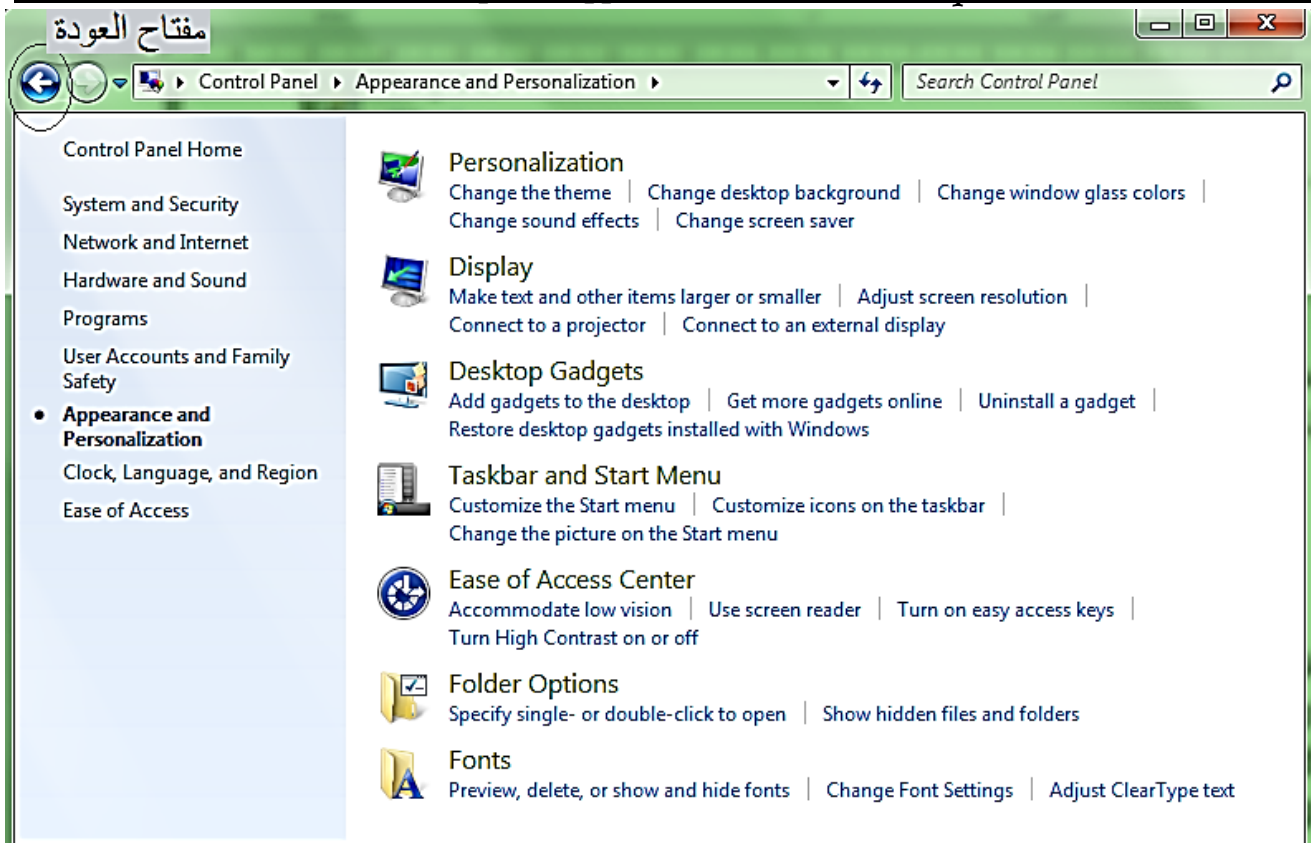 مفتاح العودة
Control Panel Appearance and Personalization Search Control Panel
Control Panel Home
System and Security
Network and Internet
Hardware and Sound
Programs
User Accounts and Family
Safety
Appearance and
Personalization
Clock, Language, and Region
Ease of Access
Personalization
Change the theme | Change desktop background | Change window glass colors |
Change sound effects | Change screen saver
Display
Make text and other items larger or smaller | Adjust screen resolution |
Connect to a projector | Connect to an external display
Desktop Gadgets
Add gadgets to the desktop | Get more gadgets online | Uninstall a gadget |
Restore desktop gadgets installed with Windows
Taskbar and Start Menu
Customize the Start menu | Customize icons on the taskbar |
Change the picture on the Start menu
Ease of Access Center
Accommodate low vision | Use screen reader | Turn on easy access keys |
Turn High Contrast on or off
Folder Options
Specify single- or double-click to open | Show hidden files and folders
Fonts
Preview, delete, or show and hide fonts | Change Font Settings | Adjust ClearType text